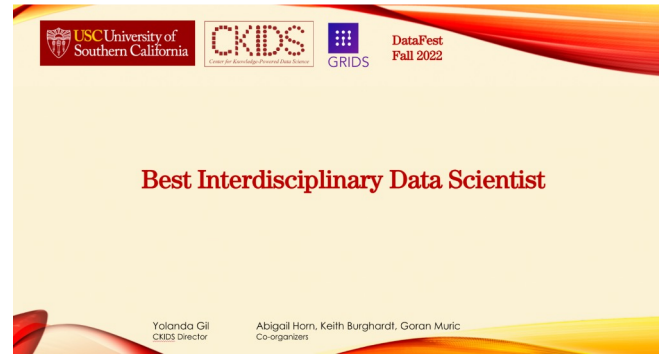 USC University of
Southern California
CKIDS
Center for Knowledge-Powered Data Science
GRIDS
DataFest
Fall 2022
Best Interdisciplinary Data Scientist
Yolanda Gil
CKIDS Director
Abigail Horn, Keith Burghardt, Goran Muric
Co-organizers